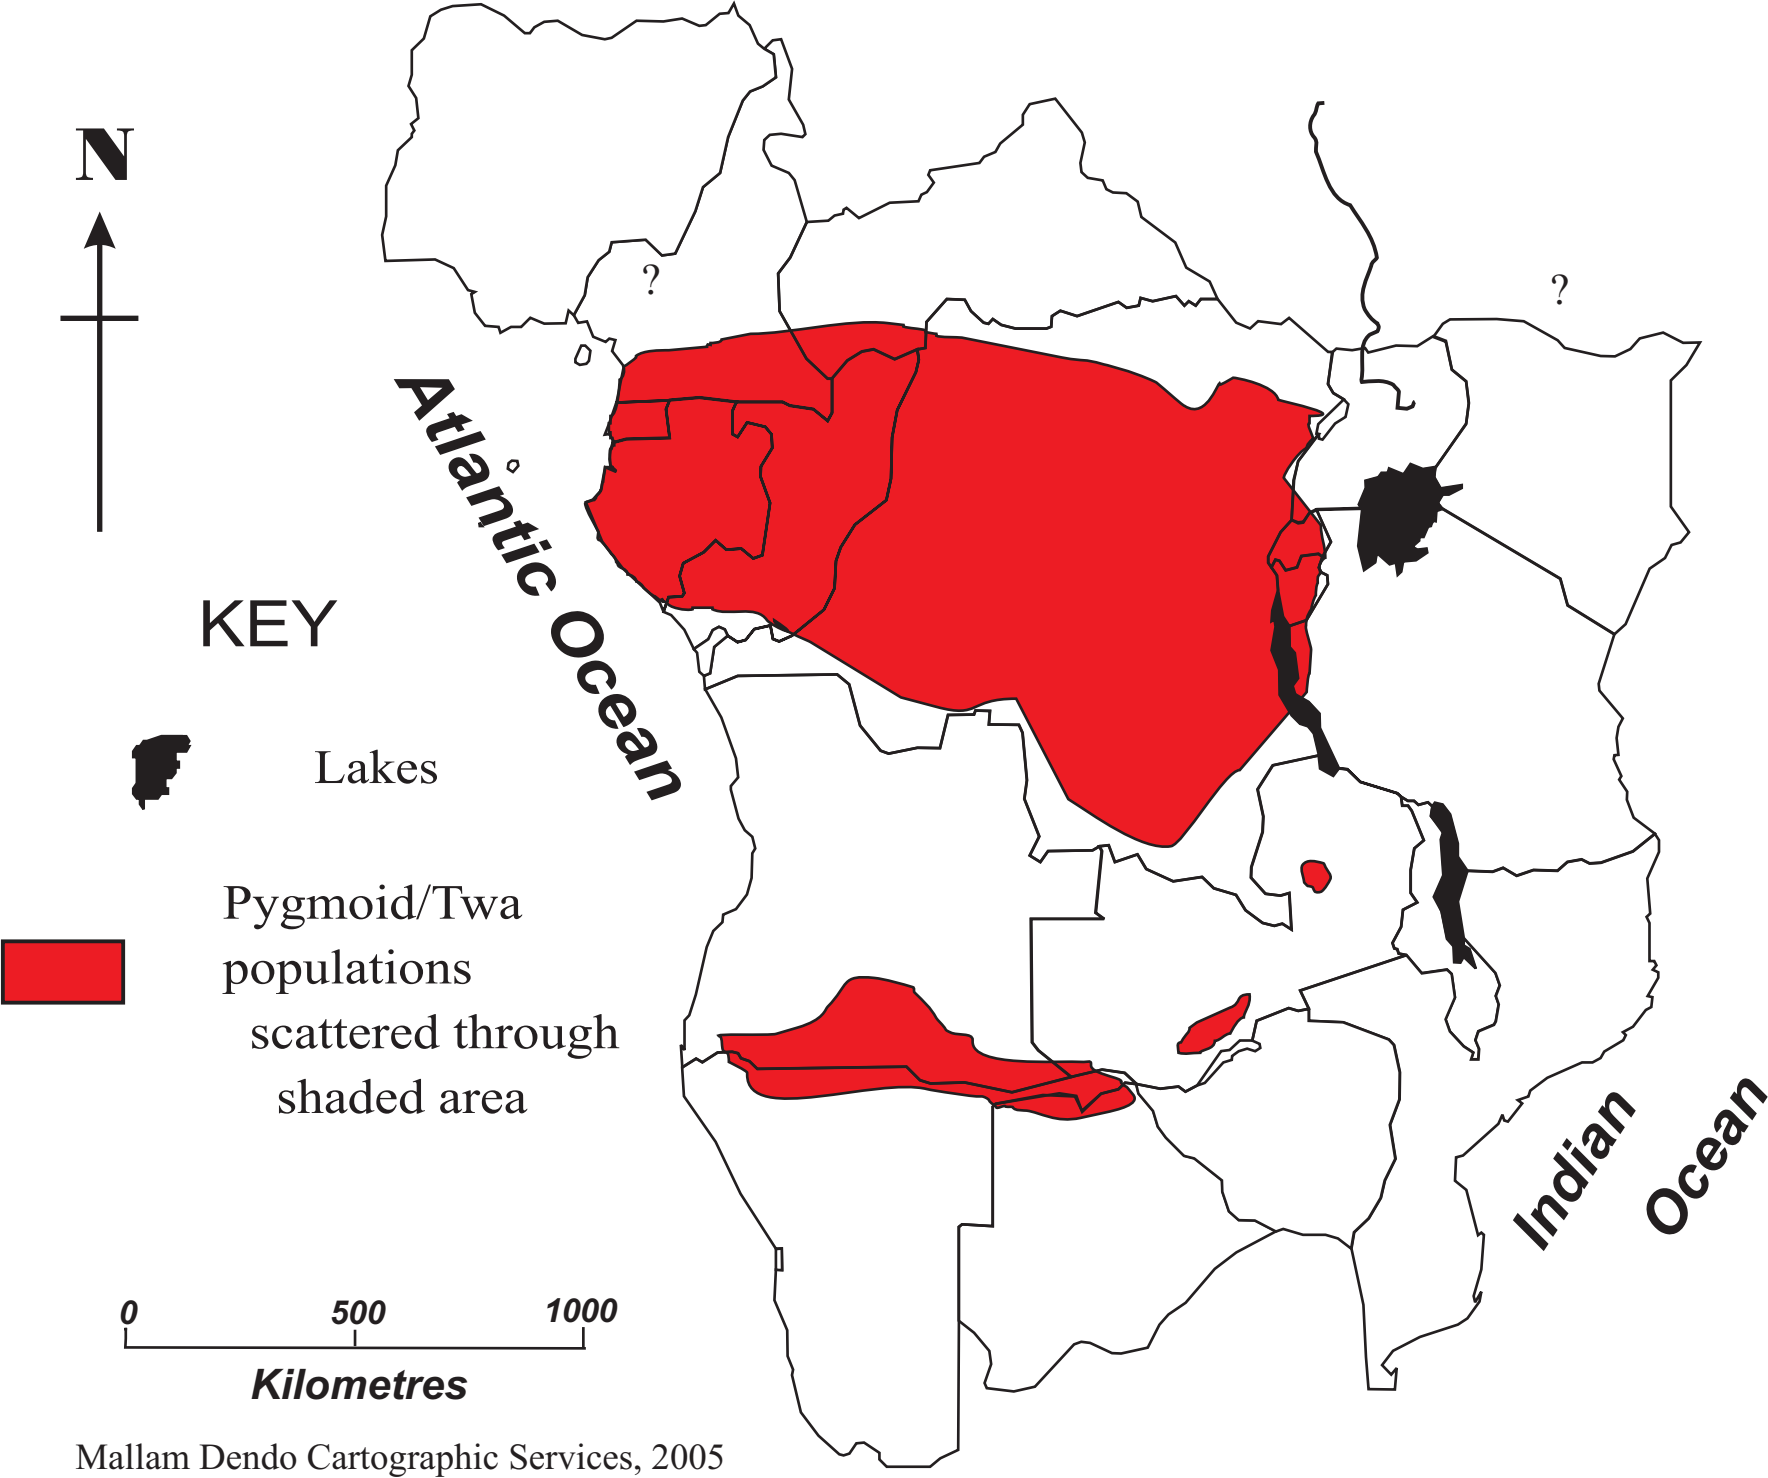 N
?
?
Atlantic Ocean
KEY
Lakes
Pygmoid/Twa
populations
scattered through
shaded area
Indian
Ocean
0 500 1000
Kilometres
Mallam Dendo Cartographic Services, 2005